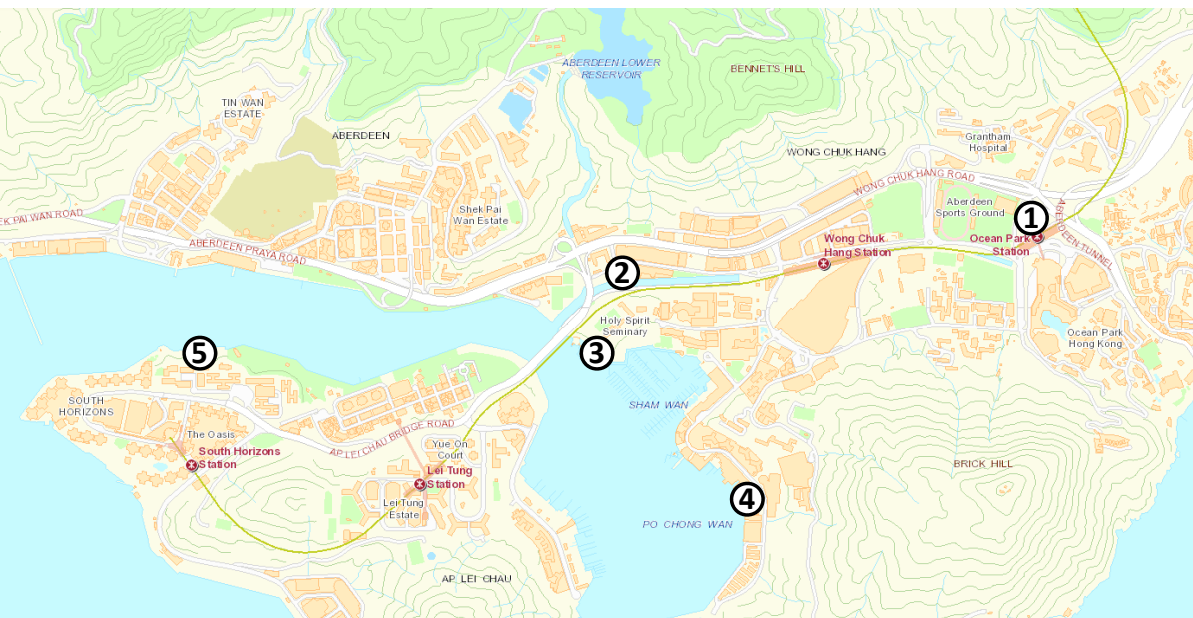 ABERDEEN LOWER
RESERVOIR
BENNET'S HILL
TIN WAN
ESTATE
ABERDEEN
Grantham
Hospital
WONG CHUK HANG
WONG CHUK HANG ROAD
Aberdeen
Sports Ground
1
ABERDEEN TUNNEL
Shek Pai
Wan Estate
EK PAI WAN ROAD
ABERDEEN PRAYA ROAD
Wong Chuk
Hang Station
Ocean Park
Station
2
Holy Spirit
Seminary
Ocean Park
Hong Kong
5
3
SOUTH
HORIZONS
SHAM WAN
The Oasis
AP LEI CHAU BRIDGE ROAD
Yue On
Court
South Horizons
Station
Lei Tung
Station
BRICK HILL
Lei Tung
Estate
4
PO CHONG WAN
AP LEI CHAU